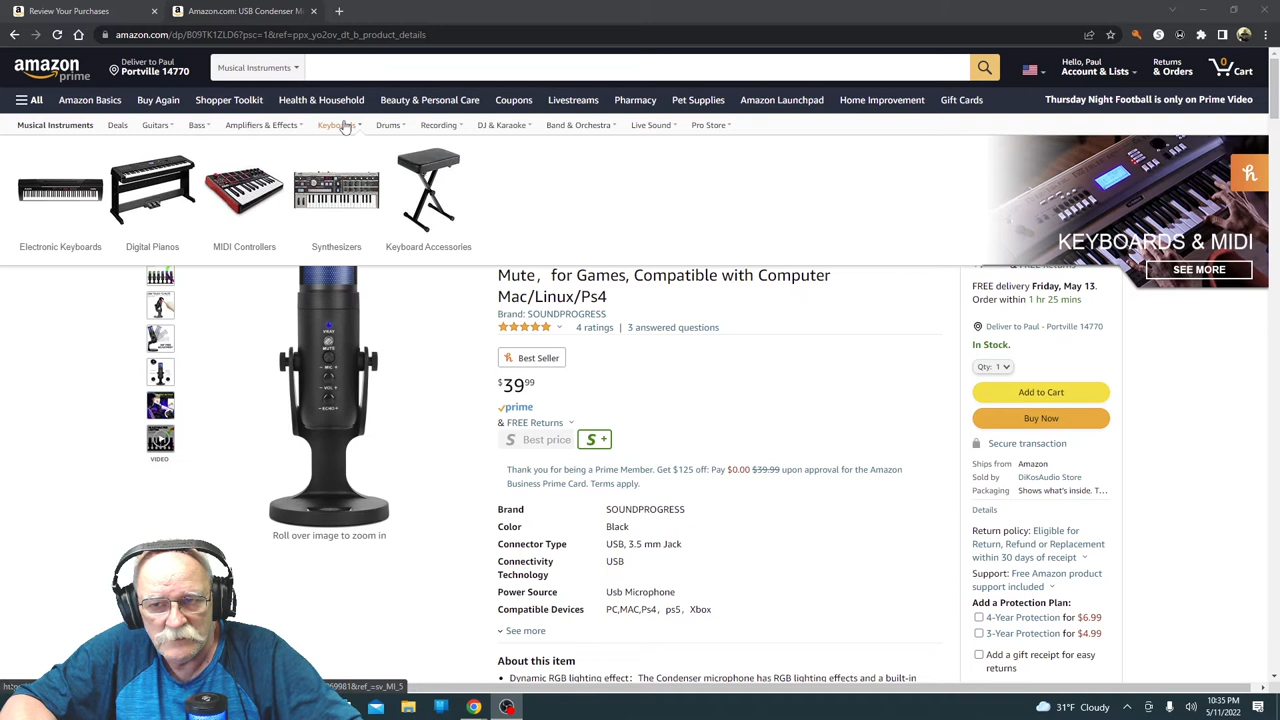 Review Your Purchases
Amazon.com: USB Condenser Mi
amazon.com/dp/B09TK1ZLD6?psc=1&ref=ppx_yo2ov_dt_b_product_details
amazon prime
Deliver to Paul
Portville 14770
Musical Instruments
Hello, Paul
Account & Lists
Returns
& Orders
0
Cart
All Amazon Basics Buy Again Shopper Toolkit Health & Household Beauty & Personal Care Coupons Livestreams Pharmacy Pet Supplies Amazon Launchpad Home Improvement Gift Cards Thursday Night Football is only on Prime Video
Musical Instruments Deals Guitars Bass Amplifiers & Effects Keyboards Drums Recording DJ & Karaoke Band & Orchestra Live Sound Pro Store
Electronic Keyboards Digital Pianos MIDI Controllers Synthesizers Keyboard Accessories
KEYBOARDS & MIDI
SEE MORE
Mute，for Games, Compatible with Computer
Mac/Linux/Ps4
Brand: SOUNDPROGRESS
4 ratings | 3 answered questions
Best Seller
$39 99
prime
& FREE Returns
S Best price S +
Thank you for being a Prime Member. Get $125 off: Pay $0.00 $39.99 upon approval for the Amazon
Business Prime Card. Terms apply.
Brand SOUNDPROGRESS
Color Black
Connector Type USB, 3.5 mm Jack
Connectivity
Technology
USB
Power Source Usb Microphone
Compatible Devices PC,MAC,Ps4，ps5，Xbox
See more
About this item
• Dynamic RGB lighting effect：The Condenser microphone has RGB lighting effects and a built-in
MUTE
- MIC +
- VOL +
-ECHO+
Roll over image to zoom in
VIDEO
& FREE Returns
FREE delivery Friday, May 13.
Order within 1 hr 25 mins
Deliver to Paul - Portville 14770
In Stock.
Qty: 1
Add to Cart
Buy Now
Secure transaction
Ships from Amazon
Sold by DiKosAudio Store
Packaging Shows what's inside. T…
Details
Return policy: Eligible for
Return, Refund or Replacement
within 30 days of receipt
Support: Free Amazon product
support included
Add a Protection Plan:
4-Year Protection for $6.99
3-Year Protection for $4.99
Add a gift receipt for easy
returns
69981&ref_=sv_MI_5
31°F Cloudy
10:35 PM
5/11/2022